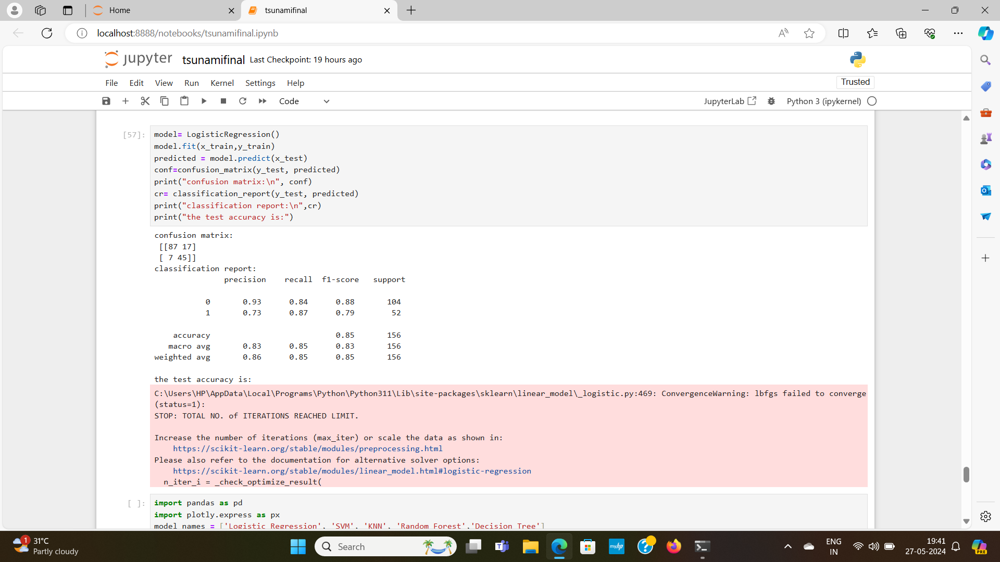 Home
tsunamifinal
localhost:8888/notebooks/tsunamifinal.ipynb
jupyter tsunamifinal Last Checkpoint: 19 hours ago
File Edit View Run Kernel Settings Help
Trusted
Code
JupyterLab
Python 3 (ipykernel)
[57]:
model= LogisticRegression()
model.fit(x_train,y_train)
predicted = model.predict(x_test)
conf=confusion_matrix(y_test, predicted)
print("confusion matrix:\n", conf)
cr= classification_report(y_test, predicted)
print("classification report:\n",cr)
print("the test accuracy is:")
confusion matrix:
[[87 17]
[ 7 45]]
classification report:
precision recall f1-score support
0 0.93 0.84 0.88 104
1 0.73 0.87 0.79 52
accuracy 0.85 156
macro avg 0.83 0.85 0.83 156
weighted avg 0.86 0.85 0.85 156
the test accuracy is:
C:\Users\HP\AppData\Local\Programs\Python\Python311\Lib\site-packages\sklearn\linear_model\_logistic.py:469: ConvergenceWarning: lbfgs failed to converge
(status=1):
STOP: TOTAL NO. of ITERATIONS REACHED LIMIT.
Increase the number of iterations (max_iter) or scale the data as shown in:
https://scikit-learn.org/stable/modules/preprocessing.html
Please also refer to the documentation for alternative solver options:
https://scikit-learn.org/stable/modules/linear_model.html#logistic-regression
n_iter_i = _check_optimize_result(
[ ]:
import pandas as pd
import plotly.express as px
model_names = ['Logistic Regression', 'SVM', 'KNN', 'Random Forest','Decision Tree']
1
31°C
Partly cloudy
Search
myhp
ENG
IN
19:41
27-05-2024
PRE